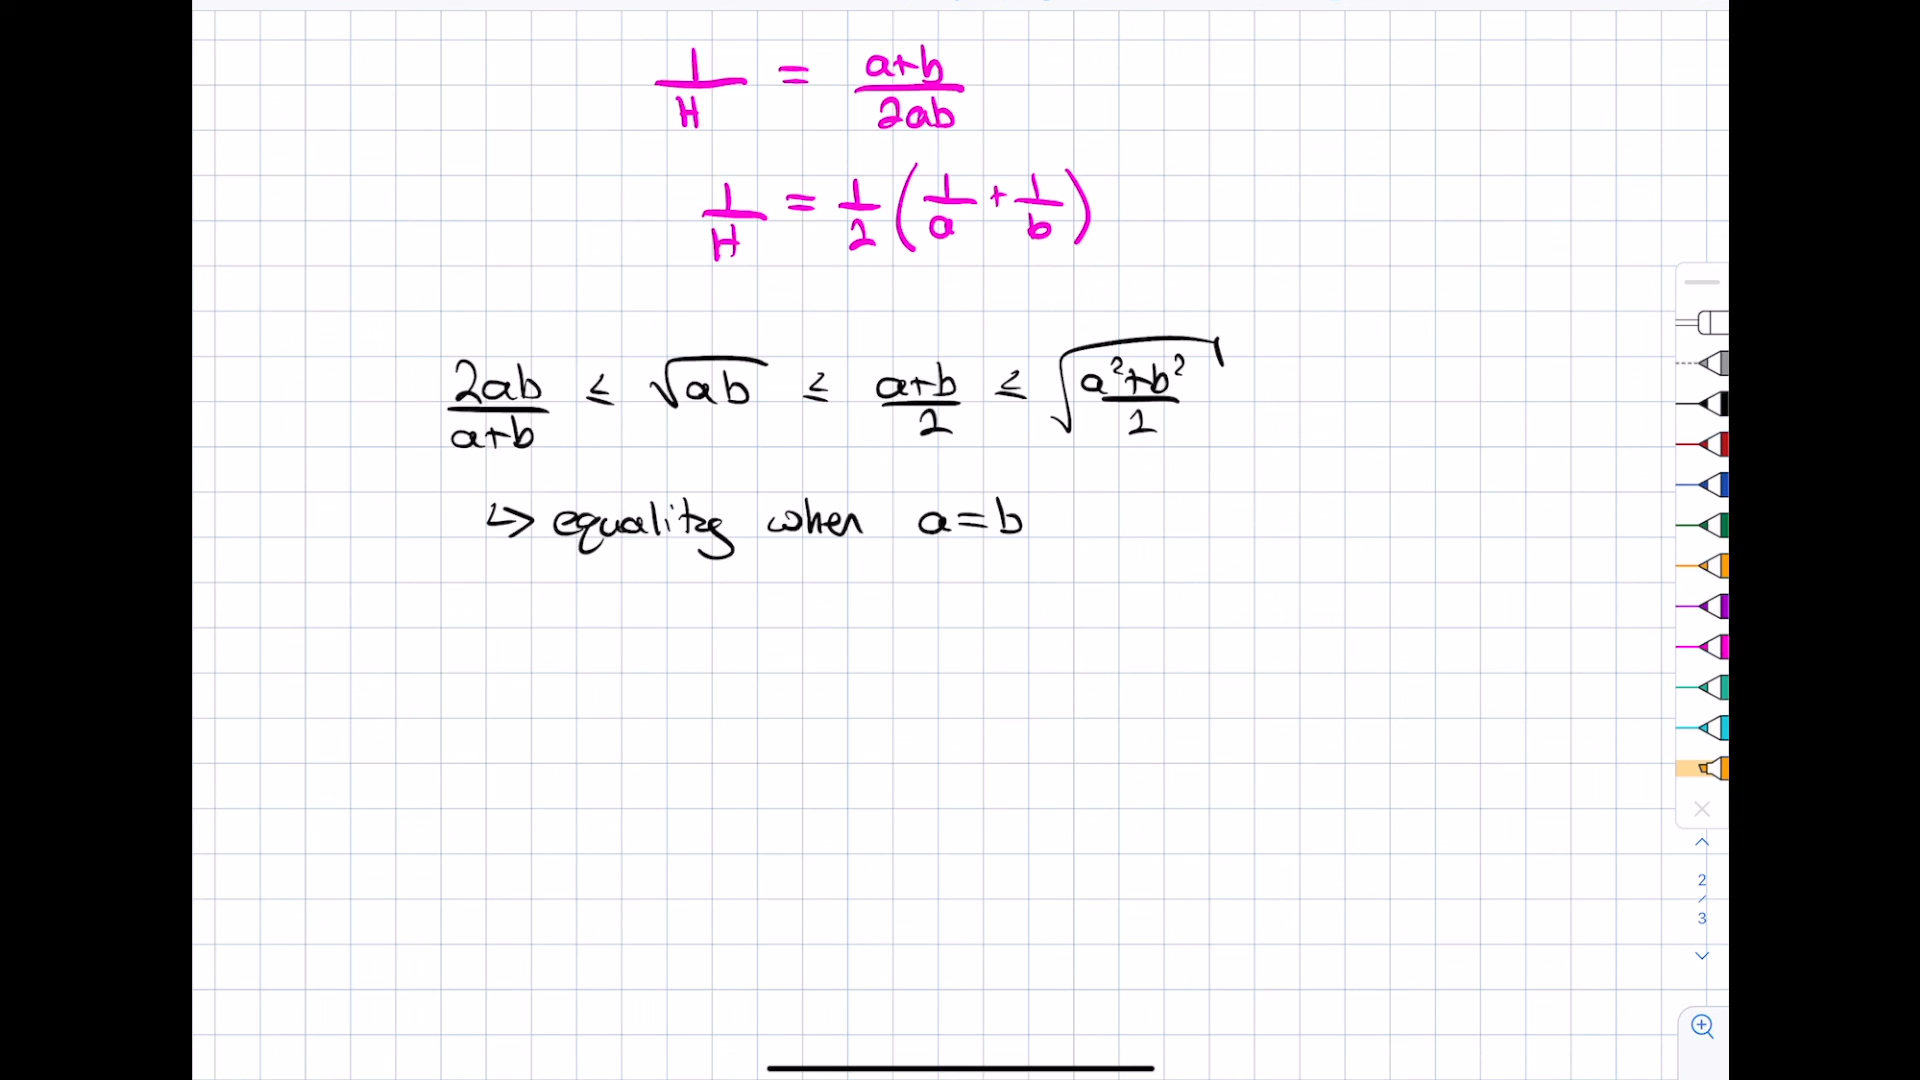 1/H = (a+b)/(2ab)
1/H = 1/2 (1/a + 1/b)
2ab/(a+b) ≤ √(ab) ≤ (a+b)/2 ≤ √((a²+b²)/2)
↳ equality when a=b
2
/
3